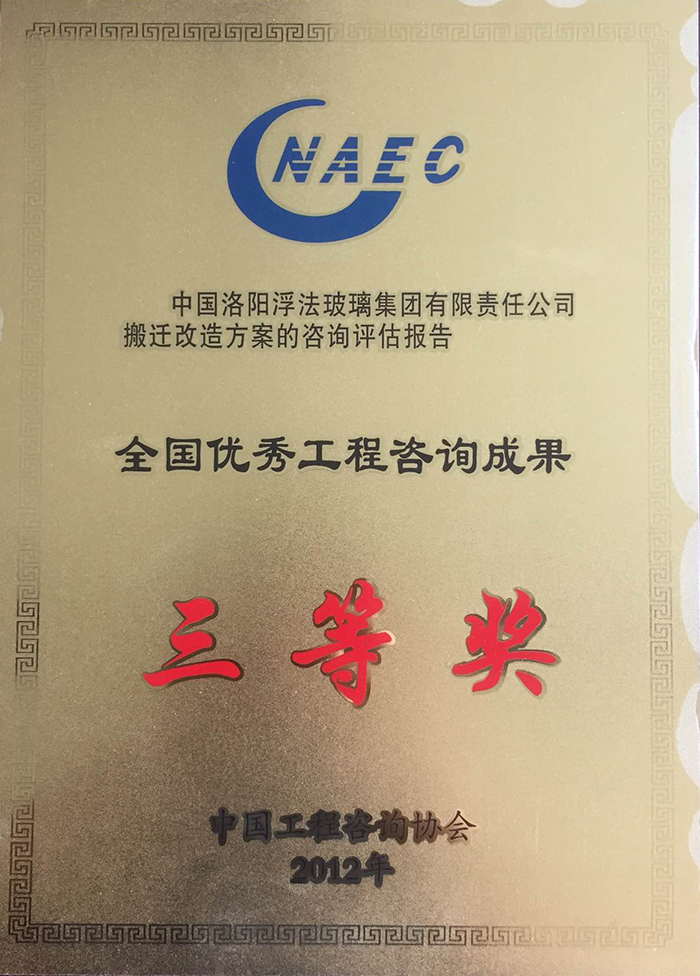 CNAEC
中国洛阳浮法玻璃集团有限责任公司
搬迁改造方案的咨询评估报告
全国优秀工程咨询成果
三等奖
中国工程咨询协会
2012年